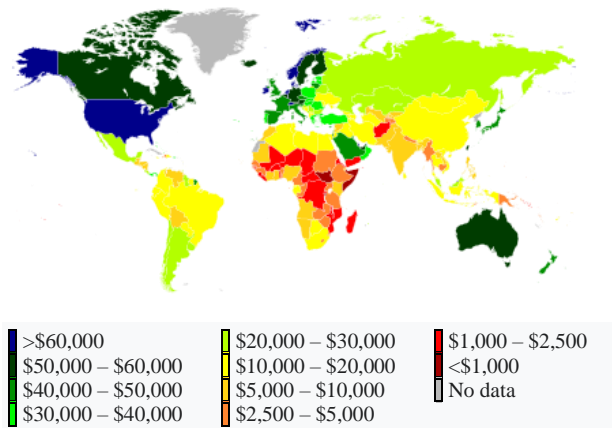 >$60,000
$50,000 – $60,000
$40,000 – $50,000
$30,000 – $40,000
$20,000 – $30,000
$10,000 – $20,000
$5,000 – $10,000
$2,500 – $5,000
$1,000 – $2,500
<$1,000
No data